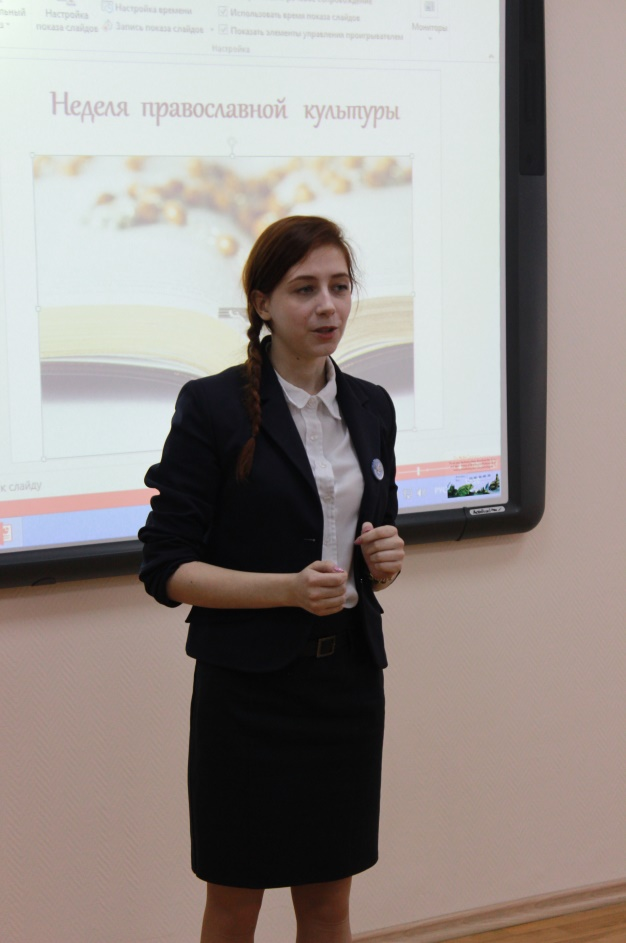 Настройка
показа слайдов
Настройка времени
Запись показа слайдов
Использовать время показа слайдов
Показать элементы управления проигрывателем
Настройка
Монитор:
Неделя православной культуры
к слайду